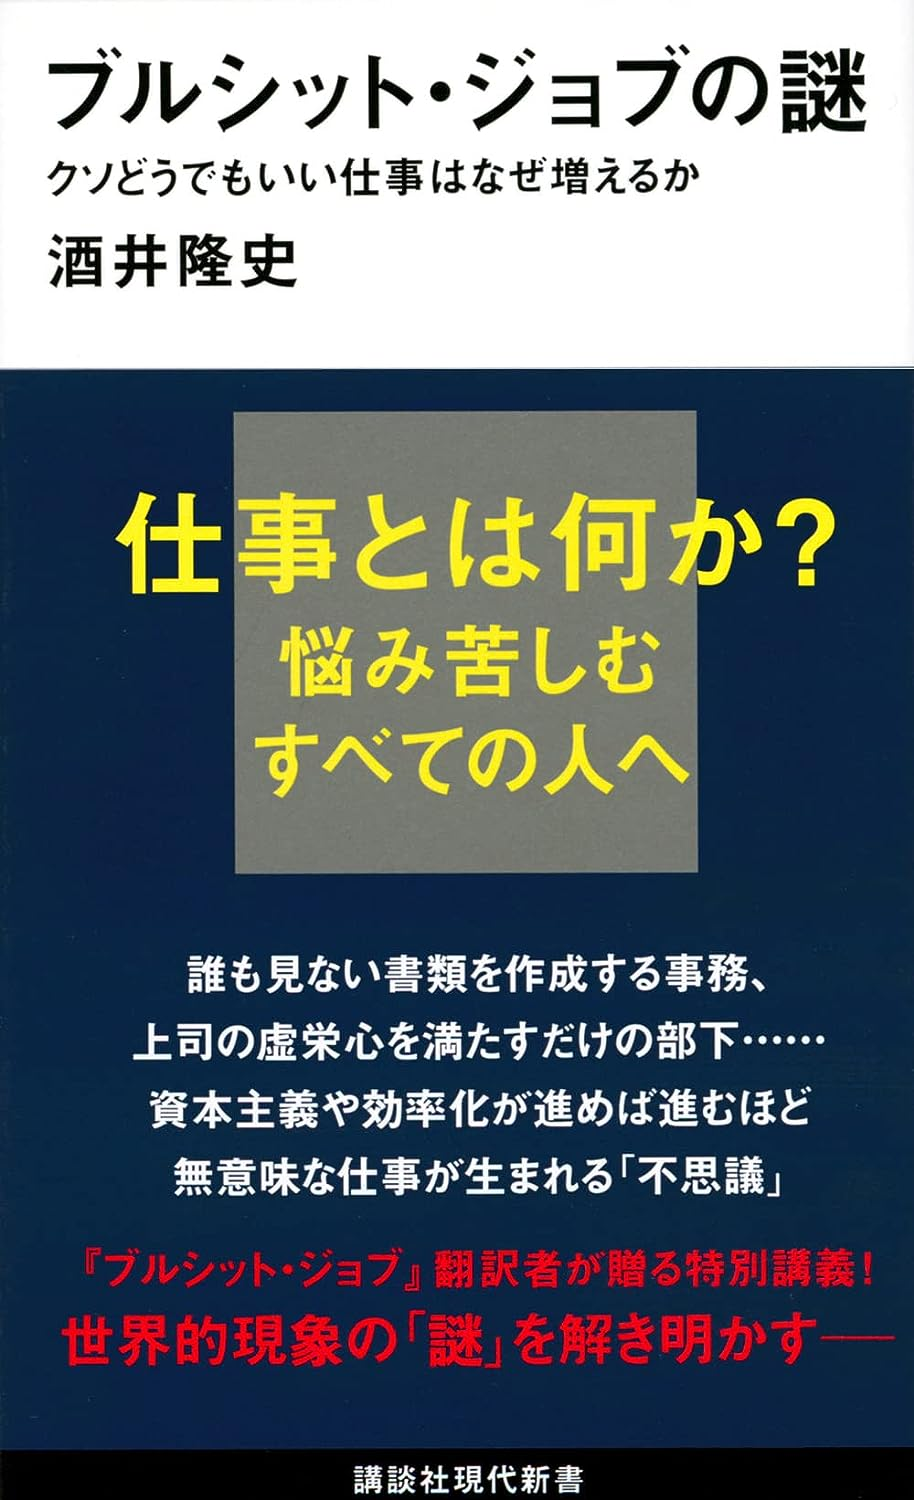 ブルシット・ジョブの謎
クソどうでもいい仕事はなぜ増えるか
酒井隆史
仕事とは何か?
悩み苦しむ
すべての人へ
誰も見ない書類を作成する事務、
上司の虚栄心を満たすだけの部下……
資本主義や効率化が進めば進むほど
無意味な仕事が生まれる「不思議」
『ブルシット・ジョブ』翻訳者が贈る特別講義!
世界的現象の「謎」を解き明かす──
講談社現代新書